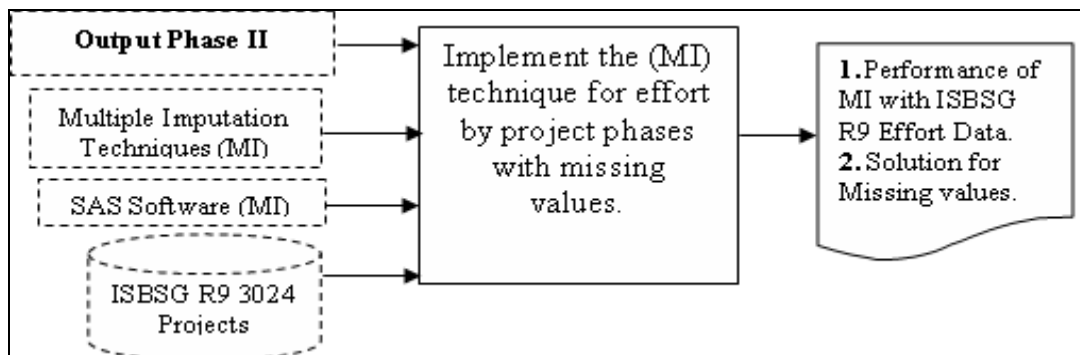 Output Phase II
Multiple Imputation
Techniques (MI)
SAS Software (MI)
ISBSG R9 3024
Projects
Implement the (MI)
technique for effort
by project phases
with missing
values.
1.Performance of
MI with ISBSG
R9 Effort Data.
2.Solution for
Missing values.